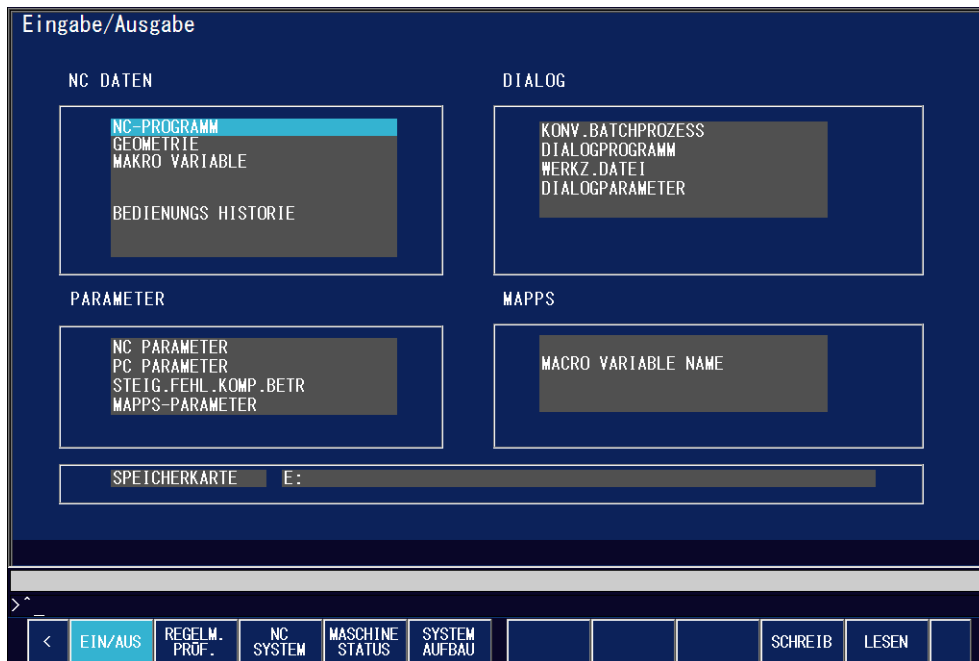 Eingabe/Ausgabe
NC DATEN
NC-PROGRAMM
GEOMETRIE
MAKRO VARIABLE
BEDIENUNGS HISTORIE
DIALOG
KONV.BATCHPROZESS
DIALOGPROGRAMM
WERKZ.DATEI
DIALOGPARAMETER
PARAMETER
NC PARAMETER
PC PARAMETER
STEIG.FEHL.KOMP.BETR
MAPPS-PARAMETER
MAPPS
MACRO VARIABLE NAME
SPEICHERKARTE E:
>^_
< EIN/AUS
REGELM.
PRÜF.
NC
SYSTEM
MASCHINE
STATUS
SYSTEM
AUFBAU
SCHREIB
LESEN